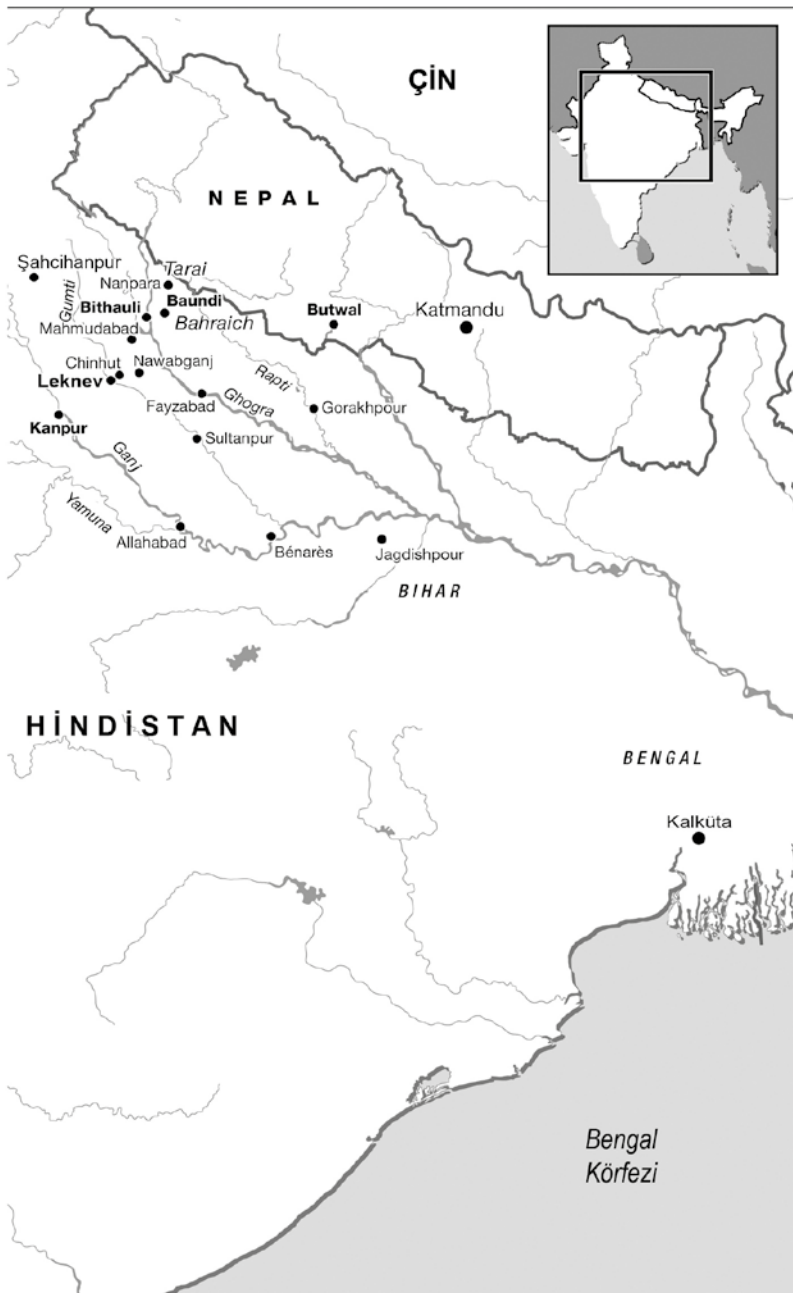 ÇİN
NEPAL
Şahcihanpur
Tarai
Nanpara
Gumti
Bithauli
Baundi
Bahraich
Mahmudabad
Butwal
Katmandu
Chinhut
Nawabganj
Leknev
Rapti
Fayzabad
Ghogra
Gorakhpour
Kanpur
Sultanpur
Ganj
Yamuna
Allahabad
Bénarès
Jagdishpour
BIHAR
HİNDİSTAN
BENGAL
Kalküta
Bengal
Körfezi